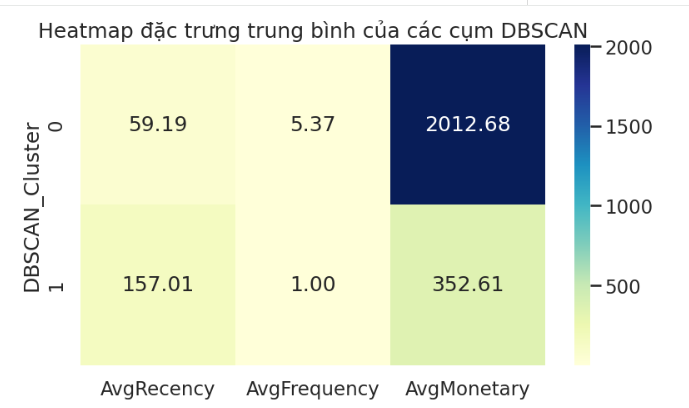 Heatmap đặc trưng trung bình của các cụm DBSCAN
DBSCAN_Cluster
0
59.19 5.37 2012.68
1
157.01 1.00 352.61
AvgRecency AvgFrequency AvgMonetary
2000
1500
1000
500